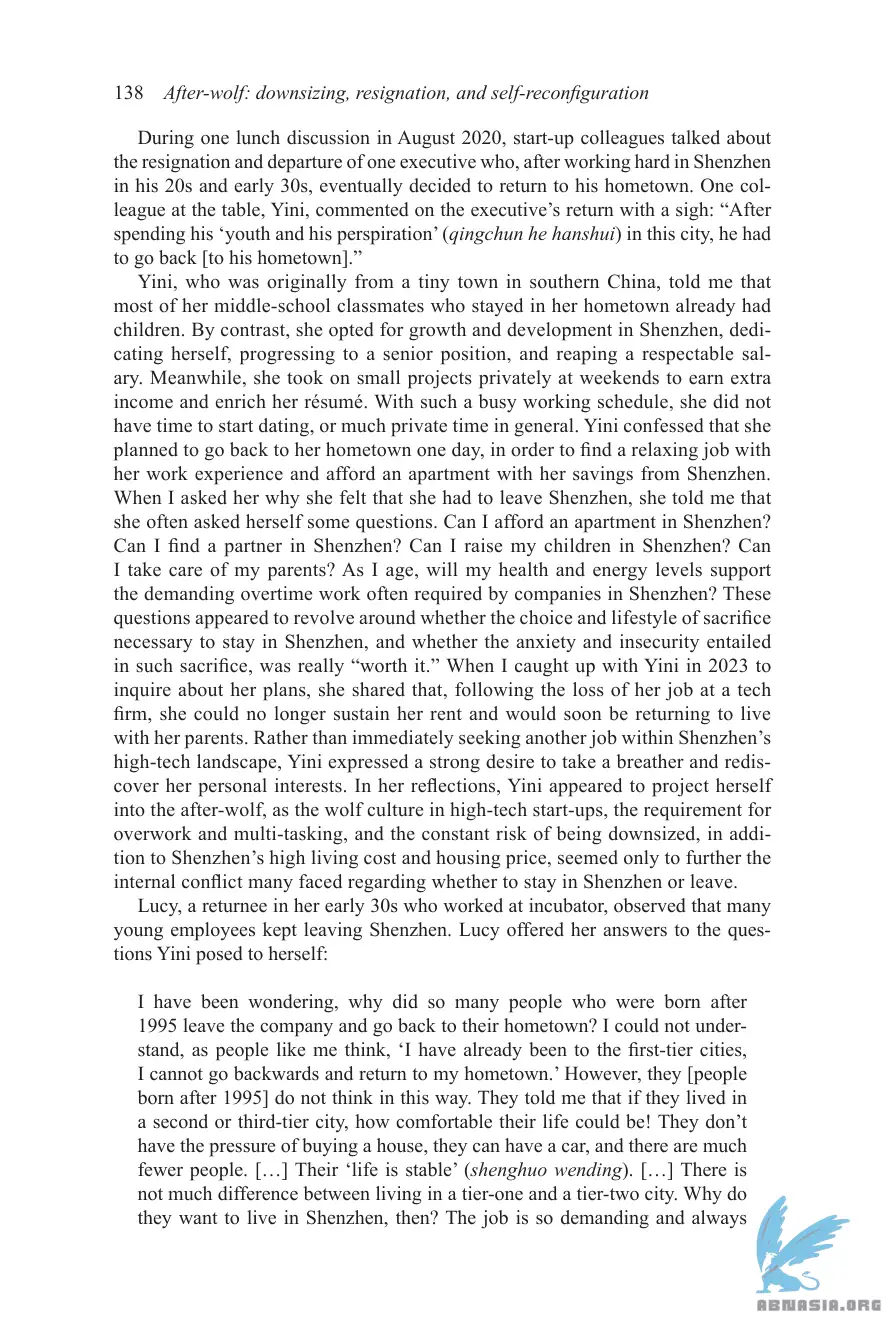 138 After-wolf: downsizing, resignation, and self-reconfiguration
During one lunch discussion in August 2020, start-up colleagues talked about
the resignation and departure of one executive who, after working hard in Shenzhen
in his 20s and early 30s, eventually decided to return to his hometown. One col-
league at the table, Yini, commented on the executive’s return with a sigh: “After
spending his ‘youth and his perspiration’ (qingchun he hanshui) in this city, he had
to go back [to his hometown].”
Yini, who was originally from a tiny town in southern China, told me that
most of her middle-school classmates who stayed in her hometown already had
children. By contrast, she opted for growth and development in Shenzhen, dedi-
cating herself, progressing to a senior position, and reaping a respectable sal-
ary. Meanwhile, she took on small projects privately at weekends to earn extra
income and enrich her résumé. With such a busy working schedule, she did not
have time to start dating, or much private time in general. Yini confessed that she
planned to go back to her hometown one day, in order to find a relaxing job with
her work experience and afford an apartment with her savings from Shenzhen.
When I asked her why she felt that she had to leave Shenzhen, she told me that
she often asked herself some questions. Can I afford an apartment in Shenzhen?
Can I find a partner in Shenzhen? Can I raise my children in Shenzhen? Can
I take care of my parents? As I age, will my health and energy levels support
the demanding overtime work often required by companies in Shenzhen? These
questions appeared to revolve around whether the choice and lifestyle of sacrifice
necessary to stay in Shenzhen, and whether the anxiety and insecurity entailed
in such sacrifice, was really “worth it.” When I caught up with Yini in 2023 to
inquire about her plans, she shared that, following the loss of her job at a tech
firm, she could no longer sustain her rent and would soon be returning to live
with her parents. Rather than immediately seeking another job within Shenzhen’s
high-tech landscape, Yini expressed a strong desire to take a breather and redis-
cover her personal interests. In her reflections, Yini appeared to project herself
into the after-wolf, as the wolf culture in high-tech start-ups, the requirement for
overwork and multi-tasking, and the constant risk of being downsized, in addi-
tion to Shenzhen’s high living cost and housing price, seemed only to further the
internal conflict many faced regarding whether to stay in Shenzhen or leave.
Lucy, a returnee in her early 30s who worked at incubator, observed that many
young employees kept leaving Shenzhen. Lucy offered her answers to the ques-
tions Yini posed to herself:
I have been wondering, why did so many people who were born after
1995 leave the company and go back to their hometown? I could not under-
stand, as people like me think, ‘I have already been to the first-tier cities,
I cannot go backwards and return to my hometown.’ However, they [people
born after 1995] do not think in this way. They told me that if they lived in
a second or third-tier city, how comfortable their life could be! They don’t
have the pressure of buying a house, they can have a car, and there are much
fewer people. […] Their ‘life is stable’ (shenghuo wending). […] There is
not much difference between living in a tier-one and a tier-two city. Why do
they want to live in Shenzhen, then? The job is so demanding and always
ABNASIA.ORG